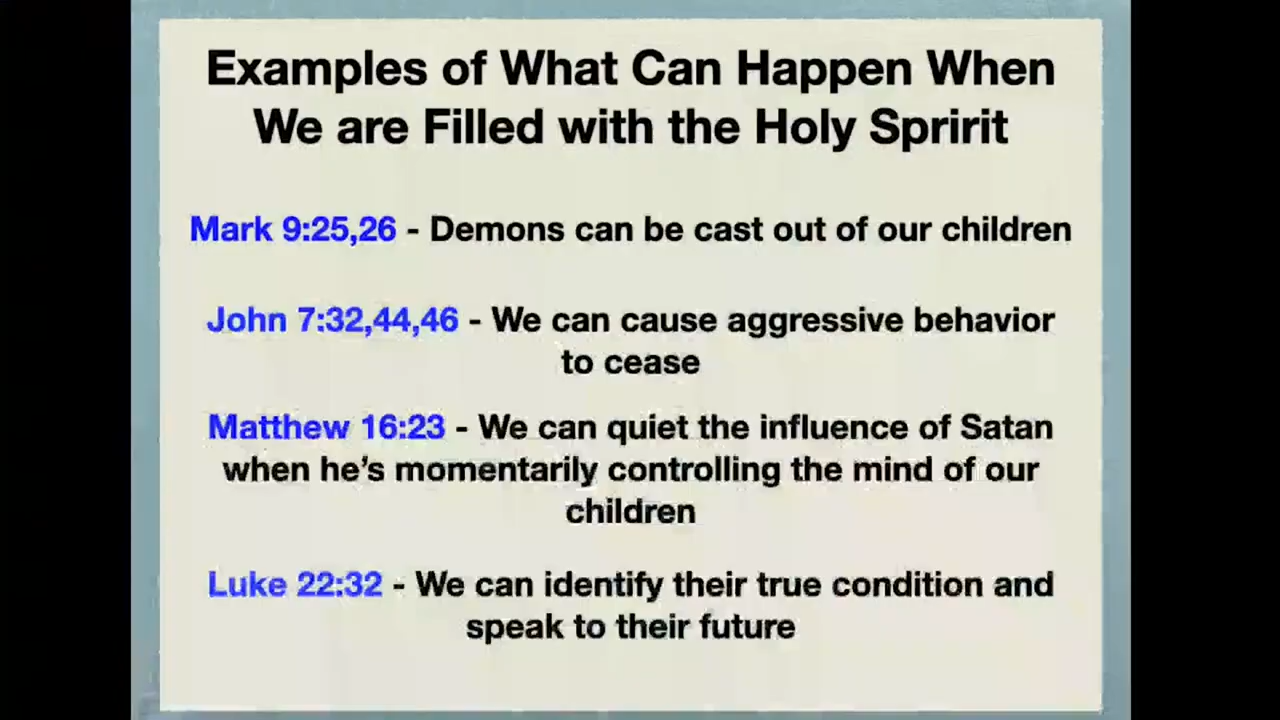 Examples of What Can Happen When
We are Filled with the Holy Spririt
Mark 9:25,26 - Demons can be cast out of our children
John 7:32,44,46 - We can cause aggressive behavior
to cease
Matthew 16:23 - We can quiet the influence of Satan
when he’s momentarily controlling the mind of our
children
Luke 22:32 - We can identify their true condition and
speak to their future